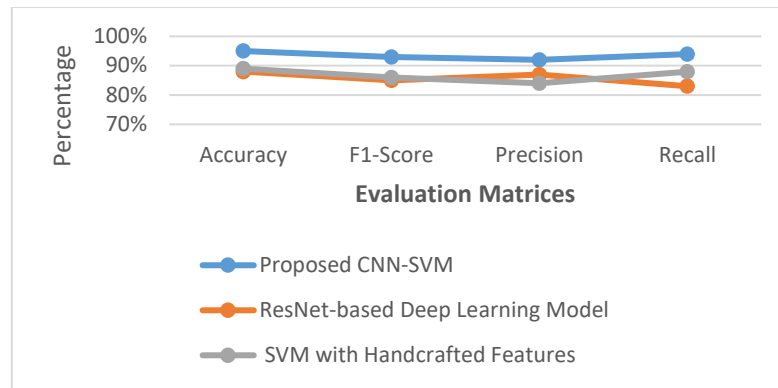 100%
90%
80%
70%
Percentage
Accuracy F1-Score Precision Recall
Evaluation Matrices
Proposed CNN-SVM
ResNet-based Deep Learning Model
SVM with Handcrafted Features